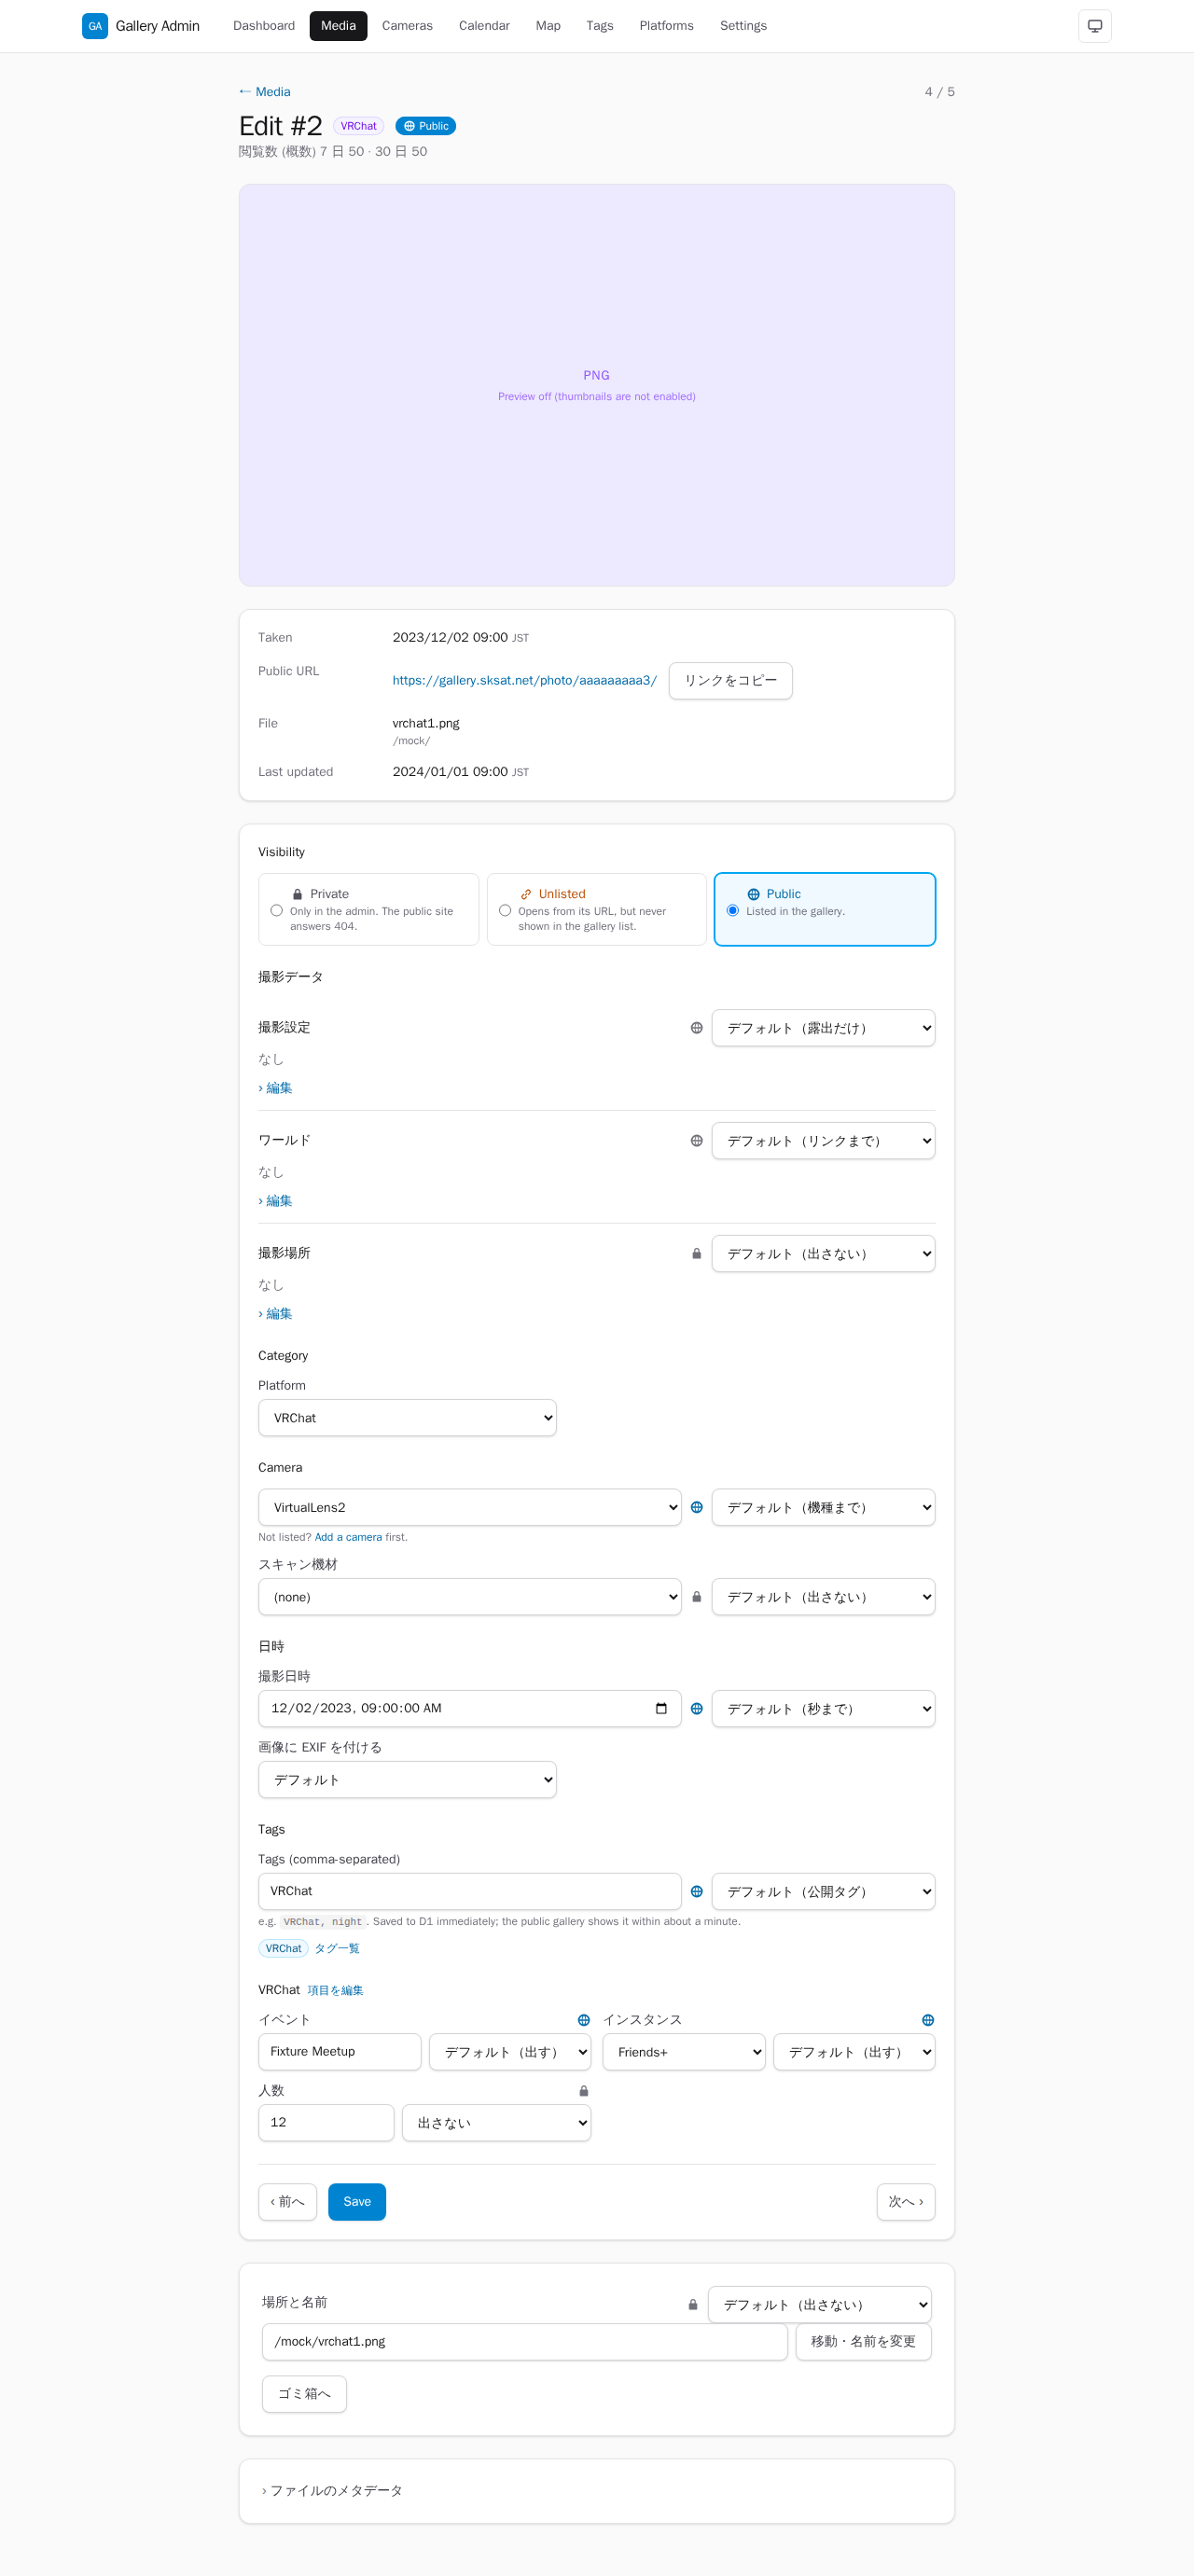 GA Gallery Admin Dashboard Media Cameras Calendar Map Tags Platforms Settings
← Media 4 / 5
Edit #2 VRChat Public
閲覧数 (概数) 7 日 50 · 30 日 50
PNG
Preview off (thumbnails are not enabled)
Taken 2023/12/02 09:00 JST
Public URL https://gallery.sksat.net/photo/aaaaaaaaa3/ リンクをコピー
File vrchat1.png
/mock/
Last updated 2024/01/01 09:00 JST
Visibility
Private
Only in the admin. The public site
answers 404.
Unlisted
Opens from its URL, but never
shown in the gallery list.
Public
Listed in the gallery.
撮影データ
撮影設定 デフォルト（露出だけ）
なし
› 編集
ワールド デフォルト（リンクまで）
なし
› 編集
撮影場所 デフォルト（出さない）
なし
› 編集
Category
Platform
VRChat
Camera
VirtualLens2 デフォルト（機種まで）
Not listed? Add a camera first.
スキャン機材
(none) デフォルト（出さない）
日時
撮影日時
12/02/2023, 09:00:00 AM デフォルト（秒まで）
画像に EXIF を付ける
デフォルト
Tags
Tags (comma-separated)
VRChat デフォルト（公開タグ）
e.g. VRChat, night. Saved to D1 immediately; the public gallery shows it within about a minute.
VRChat タグ一覧
VRChat 項目を編集
イベント インスタンス
Fixture Meetup デフォルト（出す） Friends+ デフォルト（出す）
人数
12 出さない
‹ 前へ Save 次へ ›
場所と名前 デフォルト（出さない）
/mock/vrchat1.png 移動・名前を変更
ゴミ箱へ
› ファイルのメタデータ